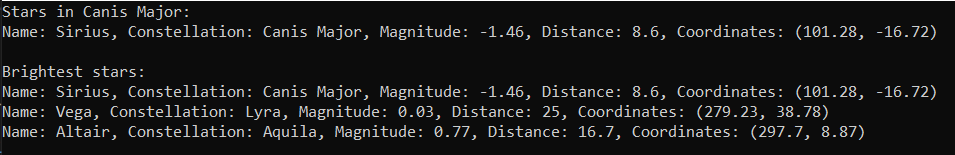 Stars in Canis Major:
Name: Sirius, Constellation: Canis Major, Magnitude: -1.46, Distance: 8.6, Coordinates: (101.28, -16.72)
Brightest stars:
Name: Sirius, Constellation: Canis Major, Magnitude: -1.46, Distance: 8.6, Coordinates: (101.28, -16.72)
Name: Vega, Constellation: Lyra, Magnitude: 0.03, Distance: 25, Coordinates: (279.23, 38.78)
Name: Altair, Constellation: Aquila, Magnitude: 0.77, Distance: 16.7, Coordinates: (297.7, 8.87)